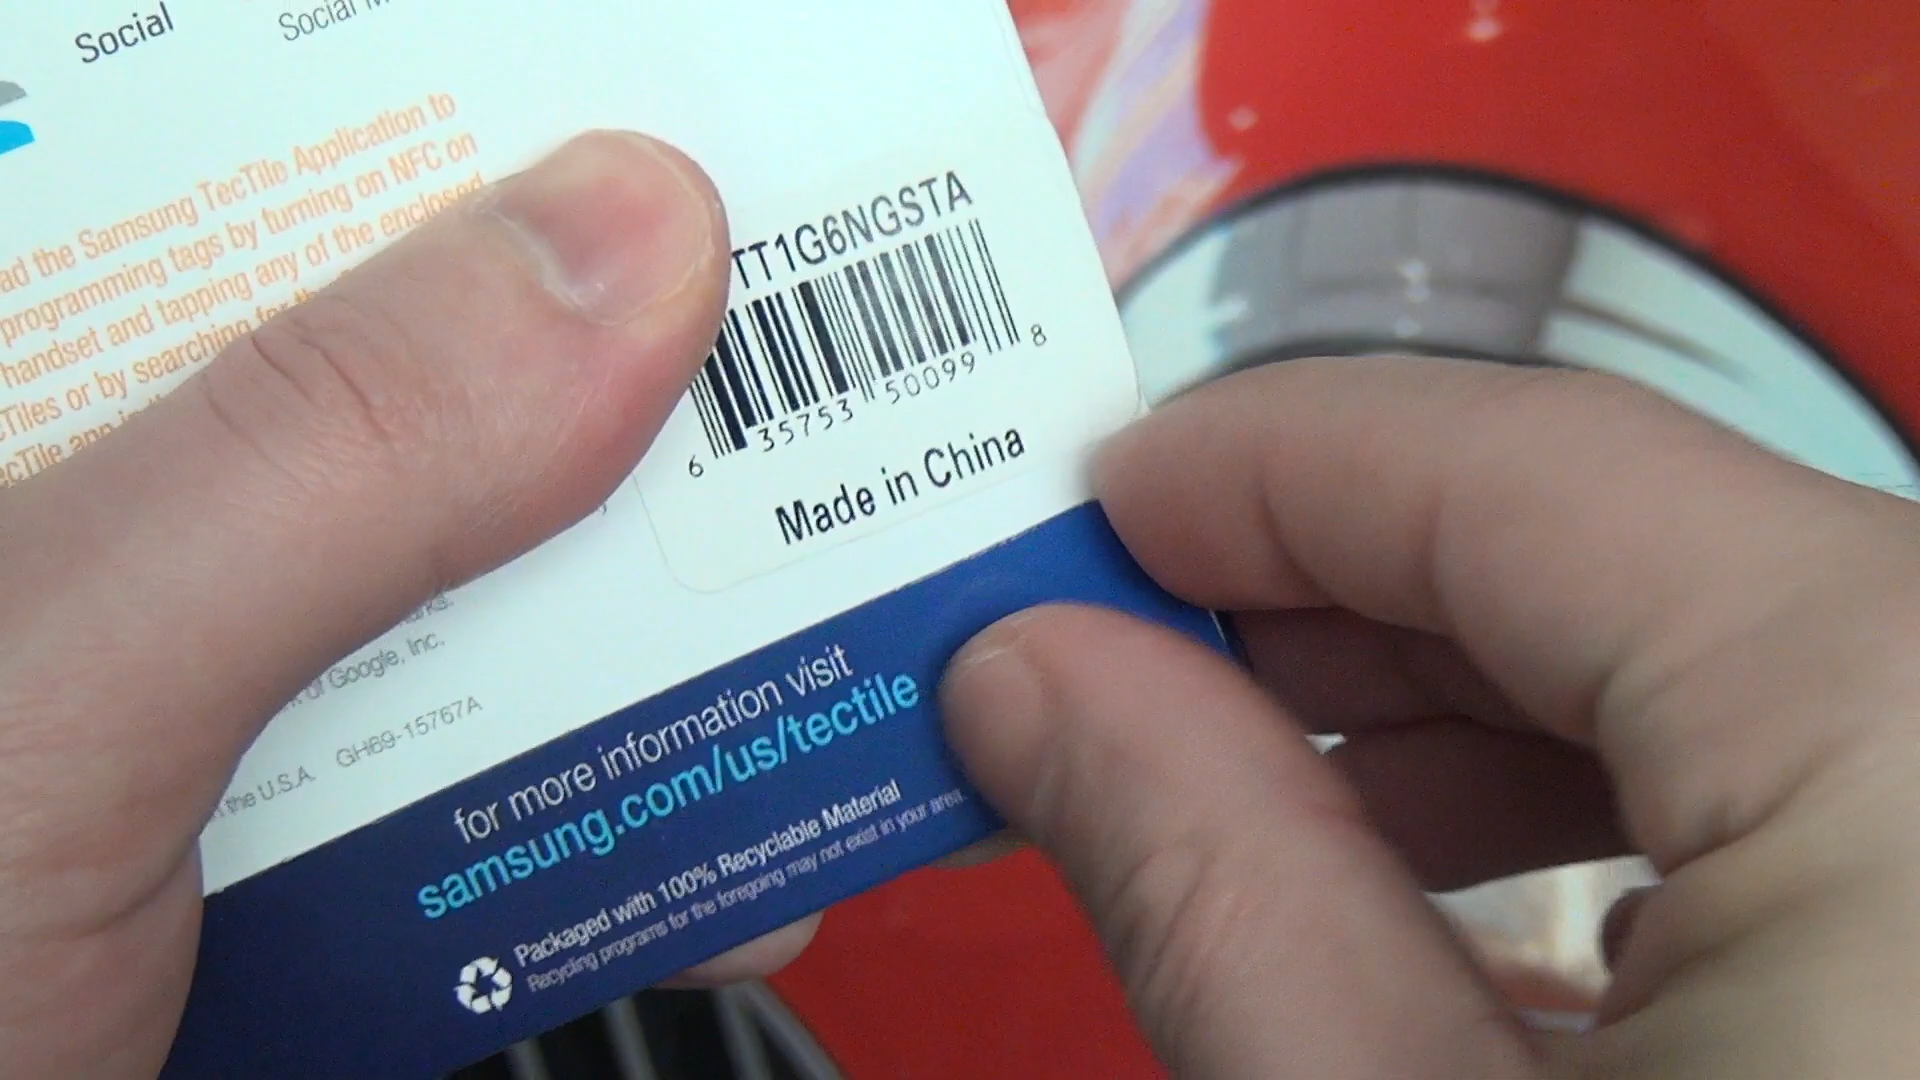 Social
Social
ad the Samsung TecTile Application to
programming tags by turning on NFC on
handset and tapping any of the enclosed
Tiles or by searching for
ecTile app in
TT1G6NGSTA
6 35753 50099 8
Made in China
of Google, Inc.
the U.S.A. GH69-15767A
for more information visit
samsung.com/us/tectile
Packaged with 100% Recyclable Material
Recycling programs for the foregoing may not exist in your area.